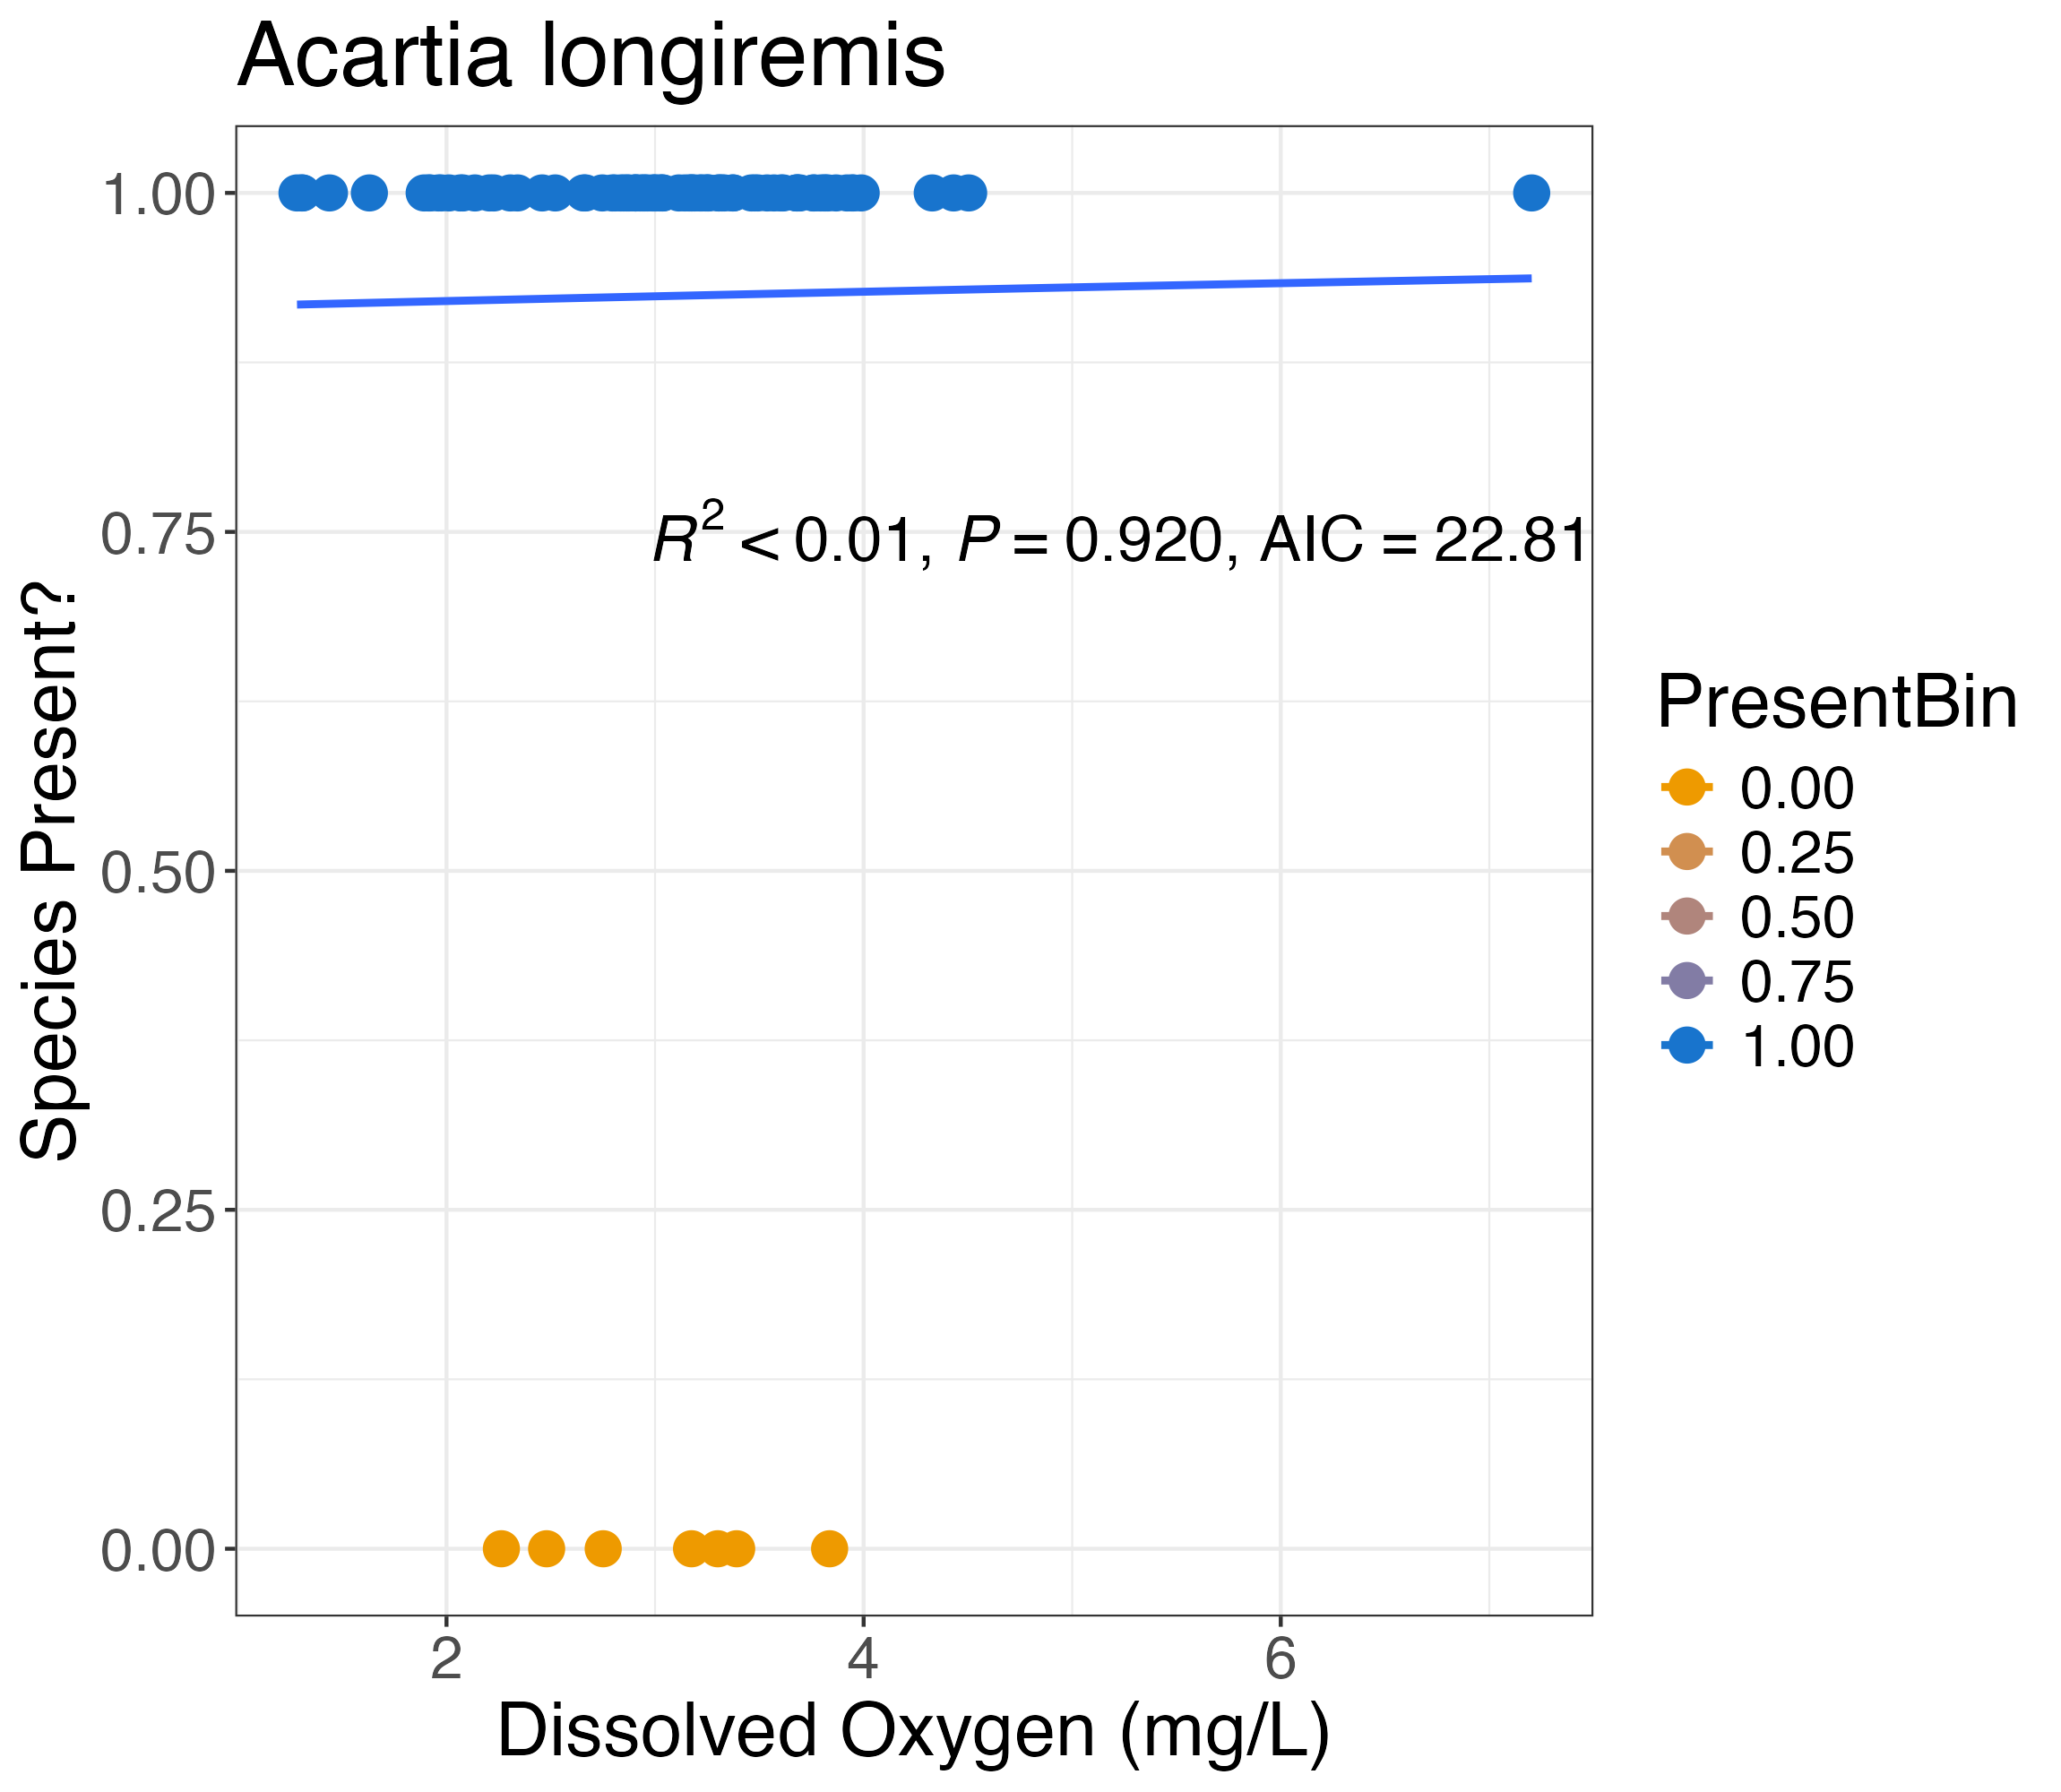 Acartia longiremis
1.00
0.75
0.50
0.25
0.00
Species Present?
R² < 0.01, P = 0.920, AIC = 22.81
2 4 6
Dissolved Oxygen (mg/L)
PresentBin
0.00
0.25
0.50
0.75
1.00